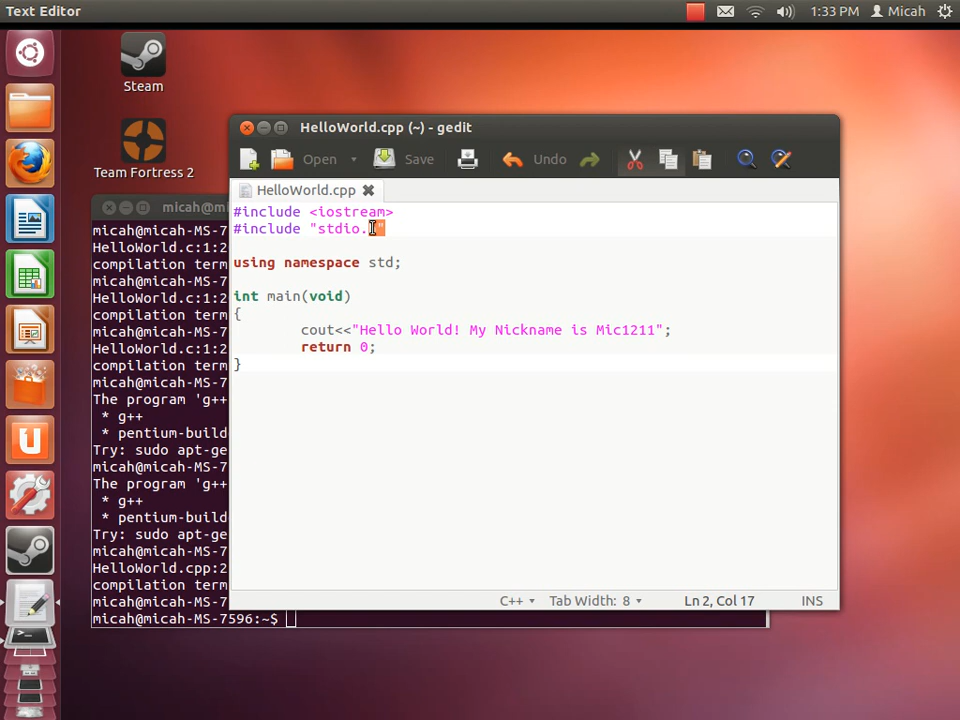 Text Editor
1:33 PM
Micah
Steam
Team Fortress 2
HelloWorld.cpp (~) - gedit
Open
Save
Undo
HelloWorld.cpp
#include <iostream>
#include "stdio."
using namespace std;
int main(void)
{
cout<<"Hello World! My Nickname is Mic1211";
return 0;
}
C++
Tab Width: 8
Ln 2, Col 17
INS
micah@mi
micah@micah-MS-7
HelloWorld.c:1:2
compilation term
micah@micah-MS-7
HelloWorld.c:1:2
compilation term
micah@micah-MS-7
HelloWorld.c:1:2
compilation term
micah@micah-MS-7
The program 'g++
* g++
* pentium-build
Try: sudo apt-ge
micah@micah-MS-7
The program 'g++
* g++
* pentium-build
Try: sudo apt-ge
micah@micah-MS-7
HelloWorld.cpp:2
compilation term
micah@micah-MS-7
micah@micah-MS-7596:~$